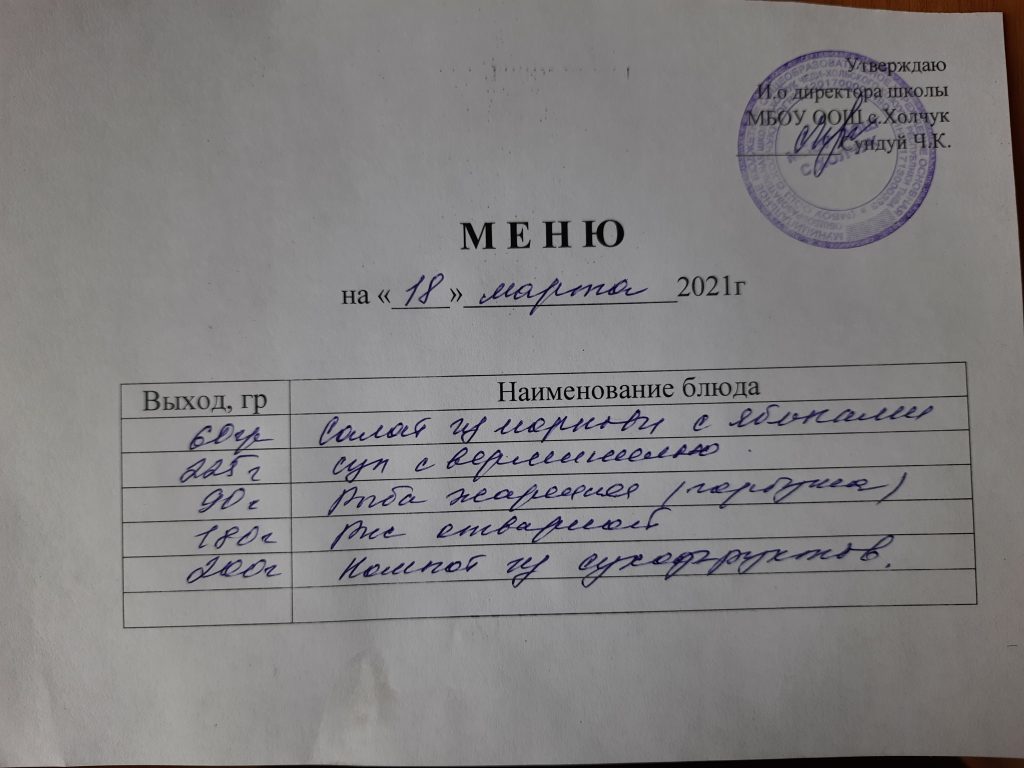 Утверждаю
И.о директора школы
МБОУ ООШ с.Холчук
Сундуй Ч.К.
МЕНЮ
на «18» марта 2021г
Выход, гр Наименование блюда
60гр Салат из моркови с яблоками
225г суп с вермишелью
90г Рыба жаренная (горбуша)
180г Рис отварной
200г Компот из сухофруктов.